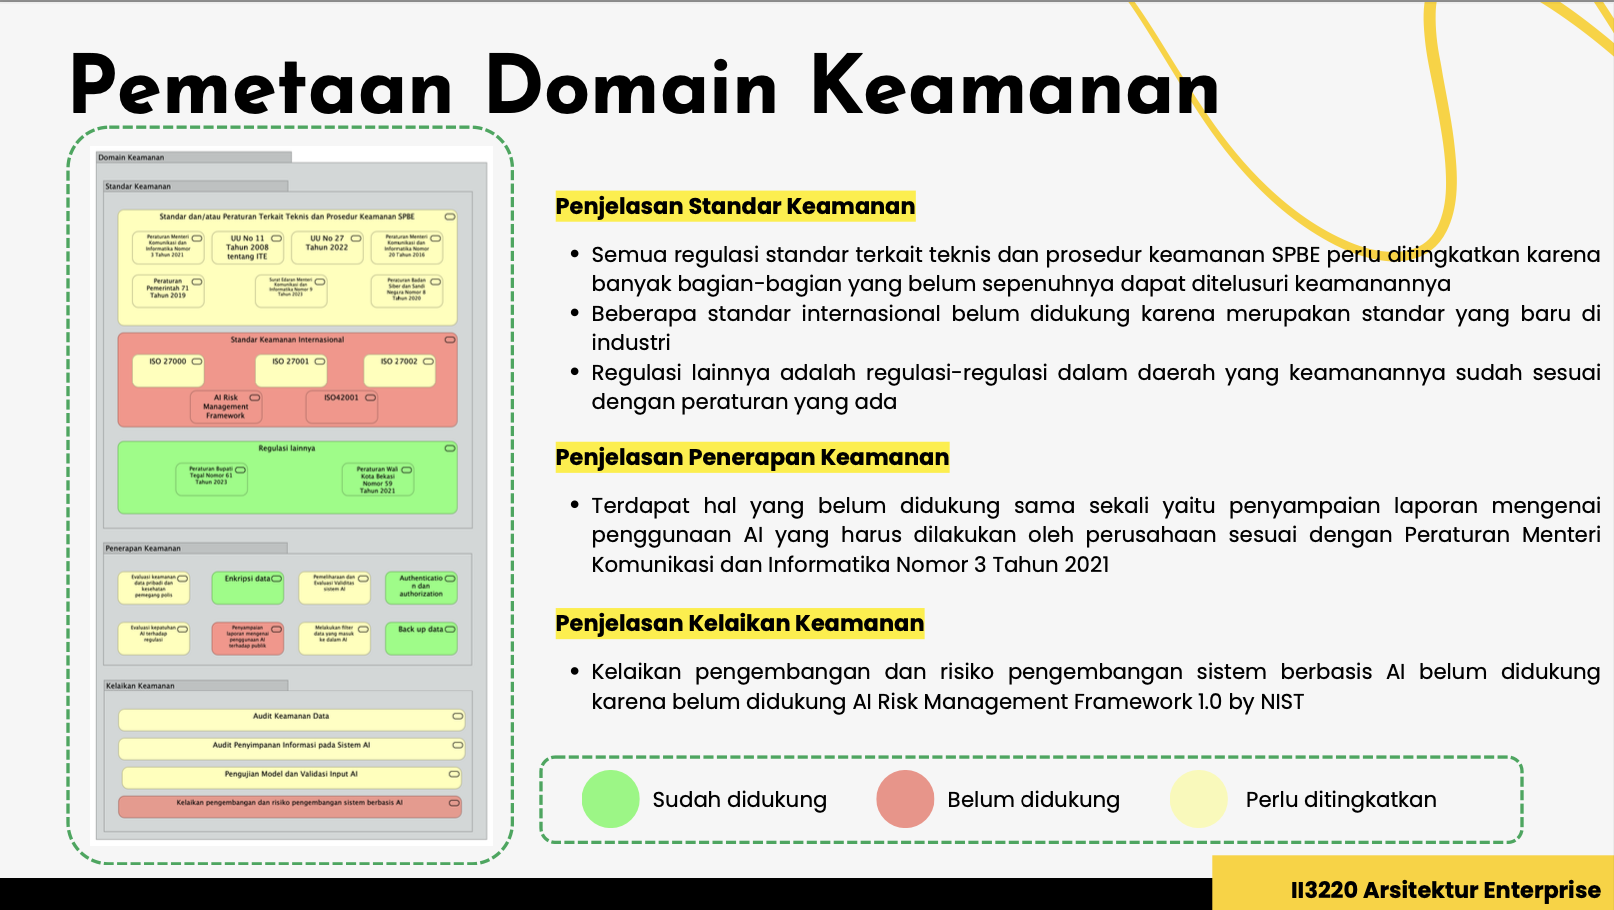 Pemetaan Domain Keamanan
Domain Keamanan
Standar Keamanan
Standar dan/atau Peraturan Terkait Teknis dan Prosedur Keamanan SPBE
Peraturan Menteri
Komunikasi dan
Informatika Nomor
3 Tahun 2021
UU No 11
Tahun 2008
tentang ITE
UU No 27
Tahun 2022
Peraturan Menteri
Komunikasi dan
Informatika Nomor
20 Tahun 2016
Peraturan
Pemerintah 71
Tahun 2019
Surat Edaran Menteri
Komunikasi dan
Informatika Nomor 9
Tahun 2023
Peraturan Badan
Siber dan Sandi
Negara Nomor 8
Tahun 2020
Standar Keamanan Internasional
ISO 27000
ISO 27001
ISO 27002
AI Risk
Management
Framework
ISO42001
Regulasi lainnya
Peraturan Bupati
Tegal Nomor 61
Tahun 2023
Peraturan Wali
Kota Bekasi
Nomor 59
Tahun 2021
Penerapan Keamanan
Evaluasi keamanan
data pribadi dan
kesehatan
pemegang polis
Enkripsi data
Pemeliharaan dan
Evaluasi Validitas
sistem AI
Authenticatio
n dan
authorization
Evaluasi kepatuhan
AI terhadap
regulasi
Penyampaian
laporan mengenai
penggunaan AI
terhadap publik
Melakukan filter
data yang masuk
ke dalam AI
Back up data
Kelaikan Keamanan
Audit Keamanan Data
Audit Penyimpanan Informasi pada Sistem AI
Pengujian Model dan Validasi Input AI
Kelaikan pengembangan dan risiko pengembangan sistem berbasis AI
Penjelasan Standar Keamanan
• Semua regulasi standar terkait teknis dan prosedur keamanan SPBE perlu ditingkatkan karena
banyak bagian-bagian yang belum sepenuhnya dapat ditelusuri keamanannya
• Beberapa standar internasional belum didukung karena merupakan standar yang baru di
industri
• Regulasi lainnya adalah regulasi-regulasi dalam daerah yang keamanannya sudah sesuai
dengan peraturan yang ada
Penjelasan Penerapan Keamanan
• Terdapat hal yang belum didukung sama sekali yaitu penyampaian laporan mengenai
penggunaan AI yang harus dilakukan oleh perusahaan sesuai dengan Peraturan Menteri
Komunikasi dan Informatika Nomor 3 Tahun 2021
Penjelasan Kelaikan Keamanan
• Kelaikan pengembangan dan risiko pengembangan sistem berbasis AI belum didukung
karena belum didukung AI Risk Management Framework 1.0 by NIST
Sudah didukung
Belum didukung
Perlu ditingkatkan
II3220 Arsitektur Enterprise